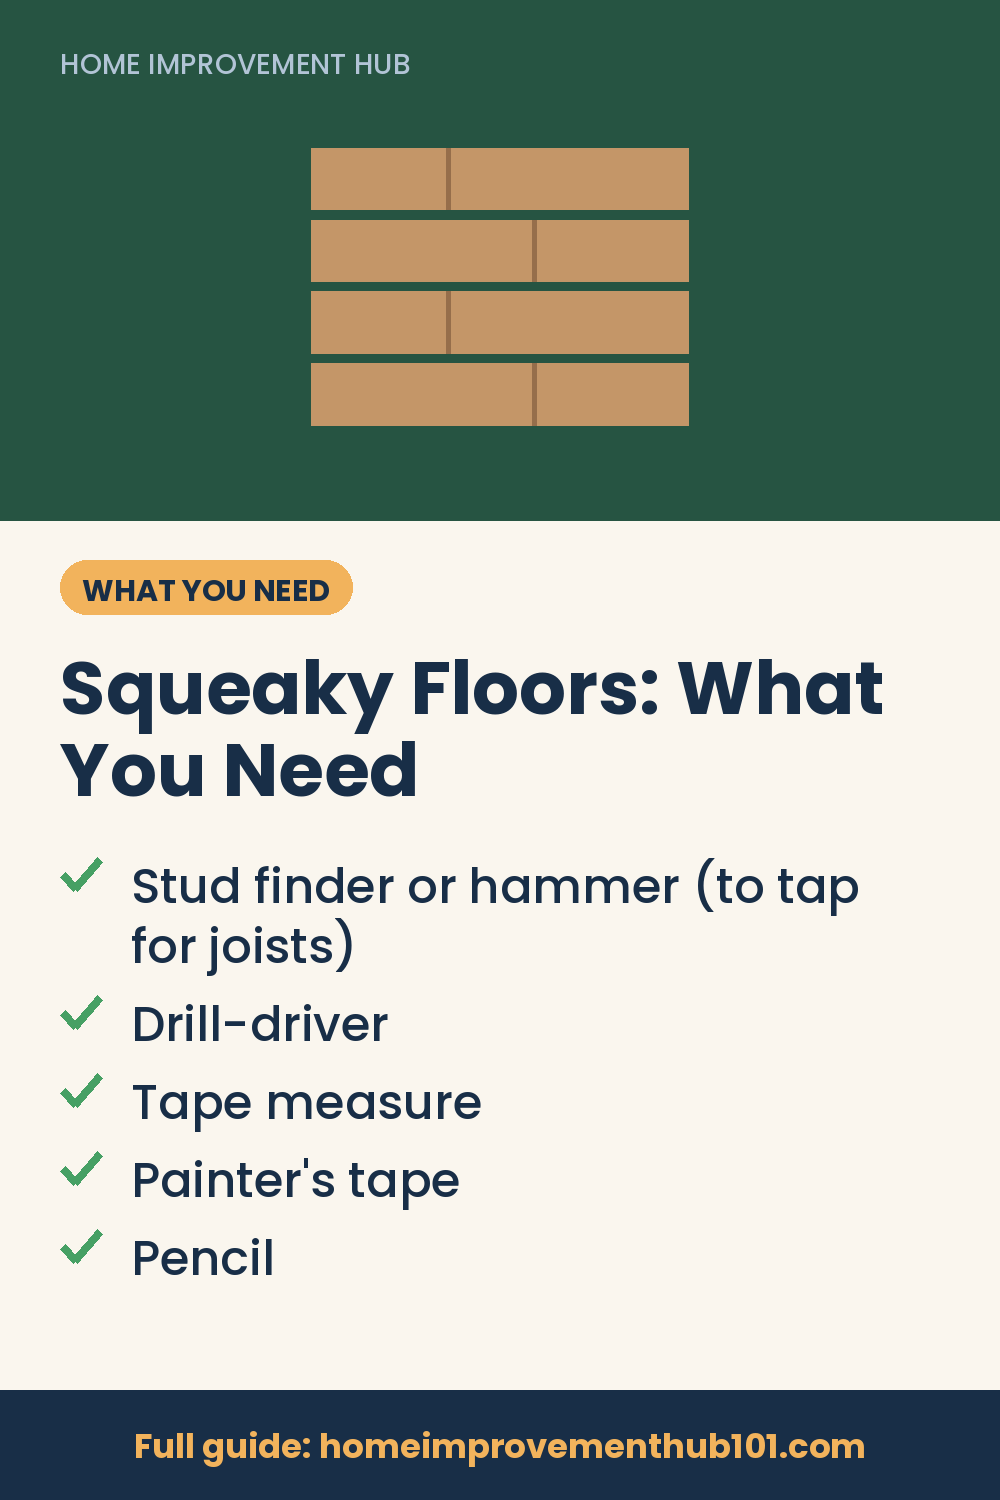 HOME IMPROVEMENT HUB
WHAT YOU NEED
Squeaky Floors: What
You Need
Stud finder or hammer (to tap
for joists)
Drill-driver
Tape measure
Painter's tape
Pencil
Full guide: homeimprovementhub101.com